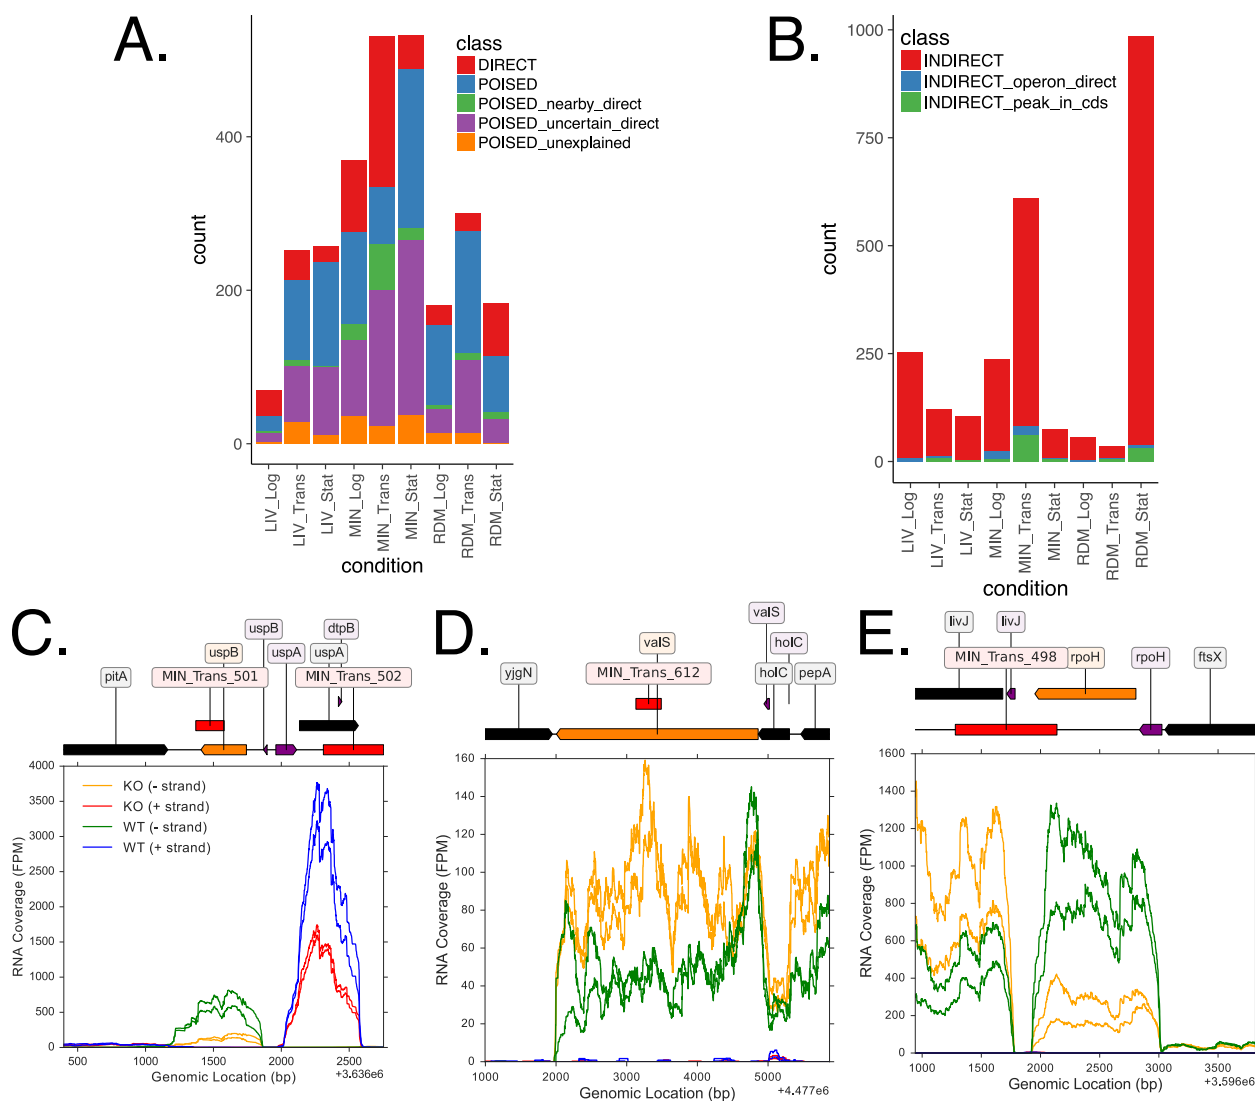 A.
class
DIRECT
POISED
POISED_nearby_direct
POISED_uncertain_direct
POISED_unexplained
count
400
200
0
LIV_Log
LIV_Trans
LIV_Stat
MIN_Log
MIN_Trans
MIN_Stat
RDM_Log
RDM_Trans
RDM_Stat
condition
B.
class
INDIRECT
INDIRECT_operon_direct
INDIRECT_peak_in_cds
count
1000
750
500
250
0
LIV_Log
LIV_Trans
LIV_Stat
MIN_Log
MIN_Trans
MIN_Stat
RDM_Log
RDM_Trans
RDM_Stat
condition
C.
uspB dtpB
uspB uspA uspA
pitA MIN_Trans_501 MIN_Trans_502
KO (- strand)
KO (+ strand)
WT (- strand)
WT (+ strand)
RNA Coverage (FPM)
4000
3500
3000
2500
2000
1500
1000
500
0
500 1000 1500 2000 2500
Genomic Location (bp) +3.636e6
D.
valS
valS holC
yjgN MIN_Trans_612 holC pepA
RNA Coverage (FPM)
160
140
120
100
80
60
40
20
0
1000 2000 3000 4000 5000
Genomic Location (bp) +4.477e6
E.
livJ livJ
MIN_Trans_498 rpoH rpoH ftsX
RNA Coverage (FPM)
1600
1400
1200
1000
800
600
400
200
0
1000 1500 2000 2500 3000 3500
Genomic Location (bp) +3.596e6